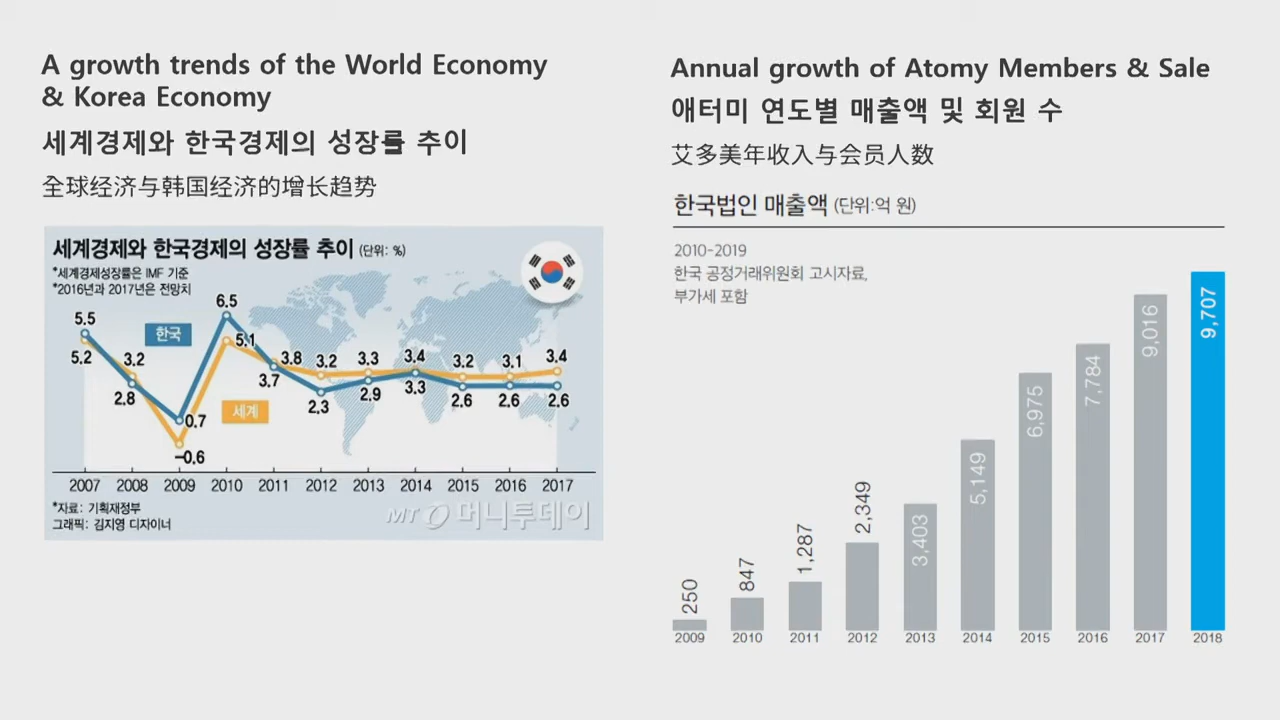 A growth trends of the World Economy
& Korea Economy
세계경제와 한국경제의 성장률 추이
全球经济与韩国经济的增长趋势
세계경제와 한국경제의 성장률 추이 (단위: %)
*세계경제성장률은 IMF 기준
*2016년과 2017년은 전망치
한국
세계
5.5
5.2
3.2
2.8
0.7
−0.6
6.5
5.1
3.8
3.7
3.2
2.3
3.3
2.9
3.4
3.4
3.3
3.2
2.6
3.1
2.6
3.4
2.6
2007 2008 2009 2010 2011 2012 2013 2014 2015 2016 2017
*자료: 기획재정부
그래픽: 김지영 디자이너
MT 머니투데이
Annual growth of Atomy Members & Sale
애터미 연도별 매출액 및 회원 수
艾多美年收入与会员人数
한국법인 매출액 (단위:억 원)
2010-2019
한국 공정거래위원회 고시자료,
부가세 포함
250
847
1,287
2,349
3,403
5,149
6,975
7,784
9,016
9,707
2009 2010 2011 2012 2013 2014 2015 2016 2017 2018